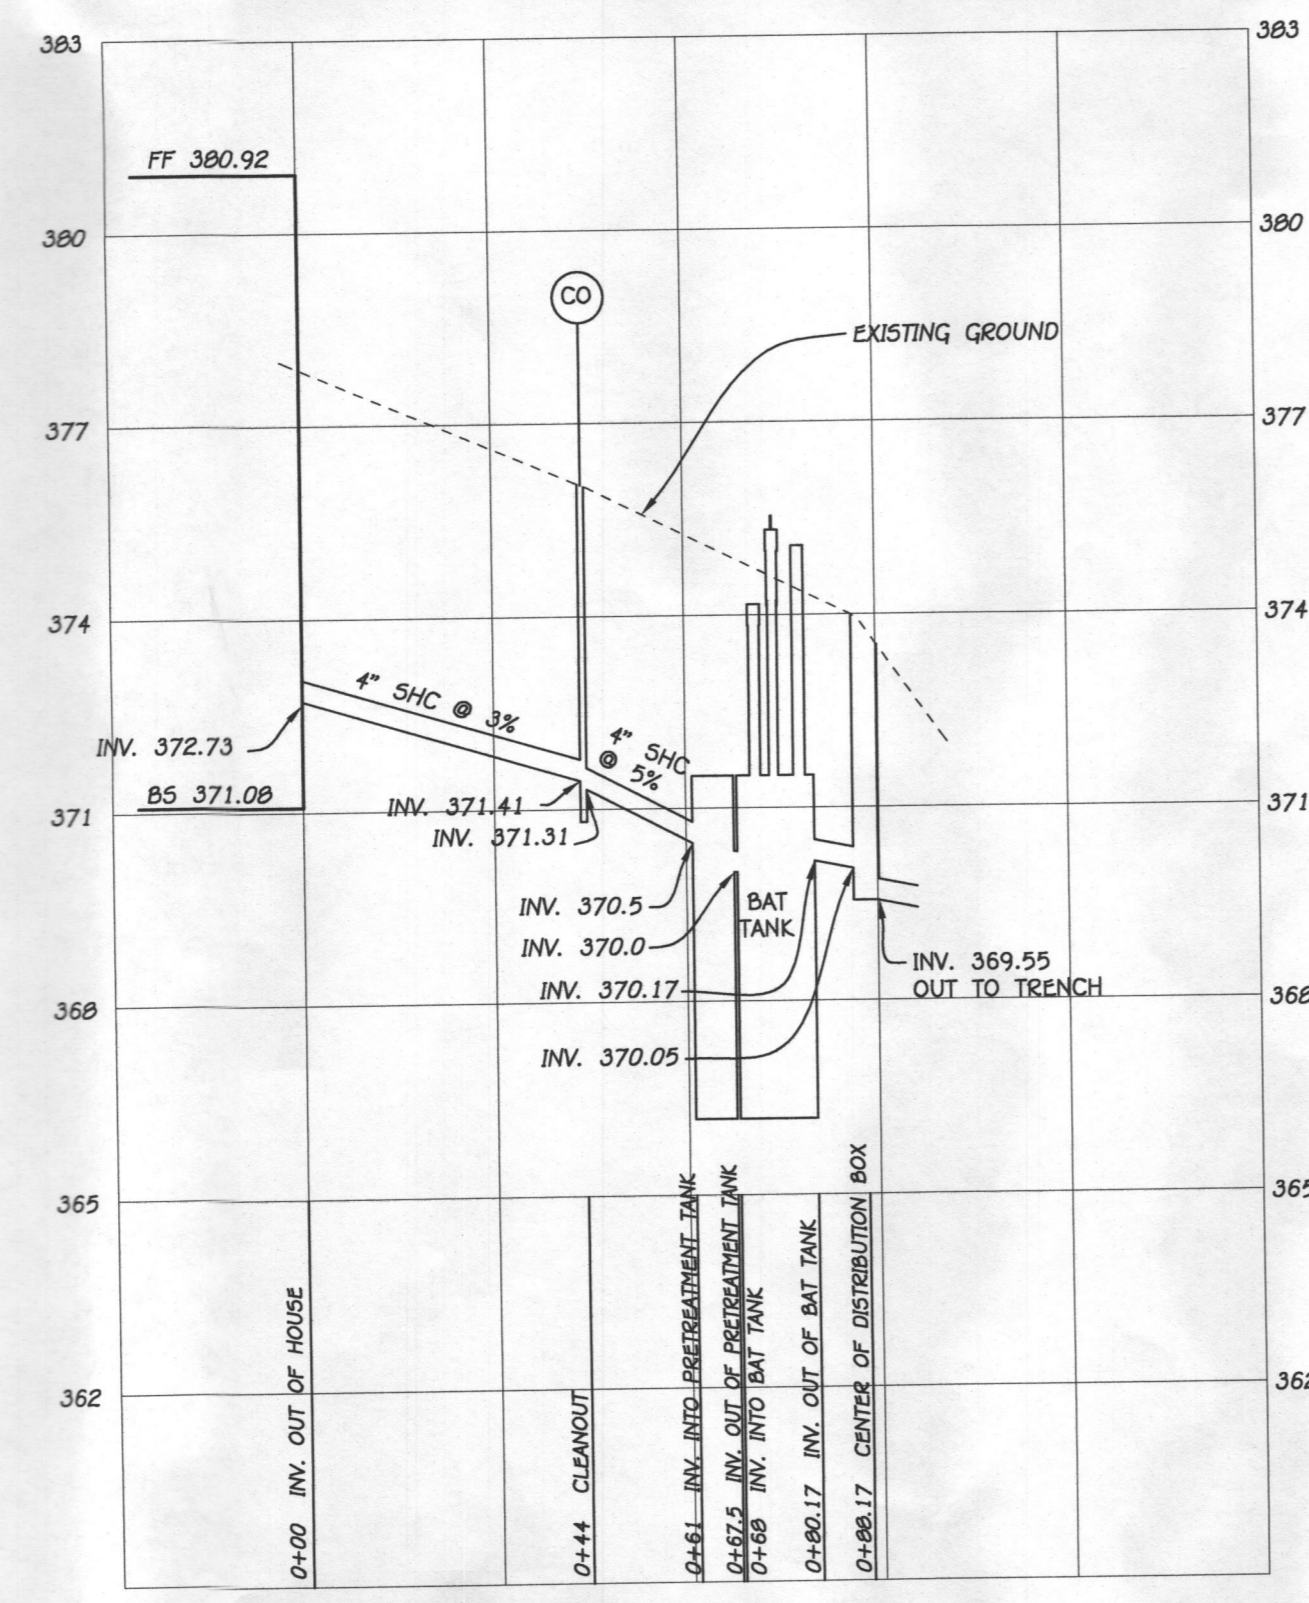 383
383
FF 380.92
380
380
CO
EXISTING GROUND
377
377
374
374
4" SHC @ 3%
4" SHC
@ 5%
INV. 372.73
BS 371.08
INV. 371.41
371
371
INV. 371.31
INV. 370.5
BAT
TANK
INV. 370.0
INV. 369.55
OUT TO TRENCH
INV. 370.17
368
368
INV. 370.05
365
365
362
362
0+00 INV. OUT OF HOUSE
0+44 CLEANOUT
0+61 INV. INTO PRETREATMENT TANK
0+67.5 INV. OUT OF PRETREATMENT TANK
0+68 INV. INTO BAT TANK
0+80.17 INV. OUT OF BAT TANK
0+88.17 CENTER OF DISTRIBUTION BOX